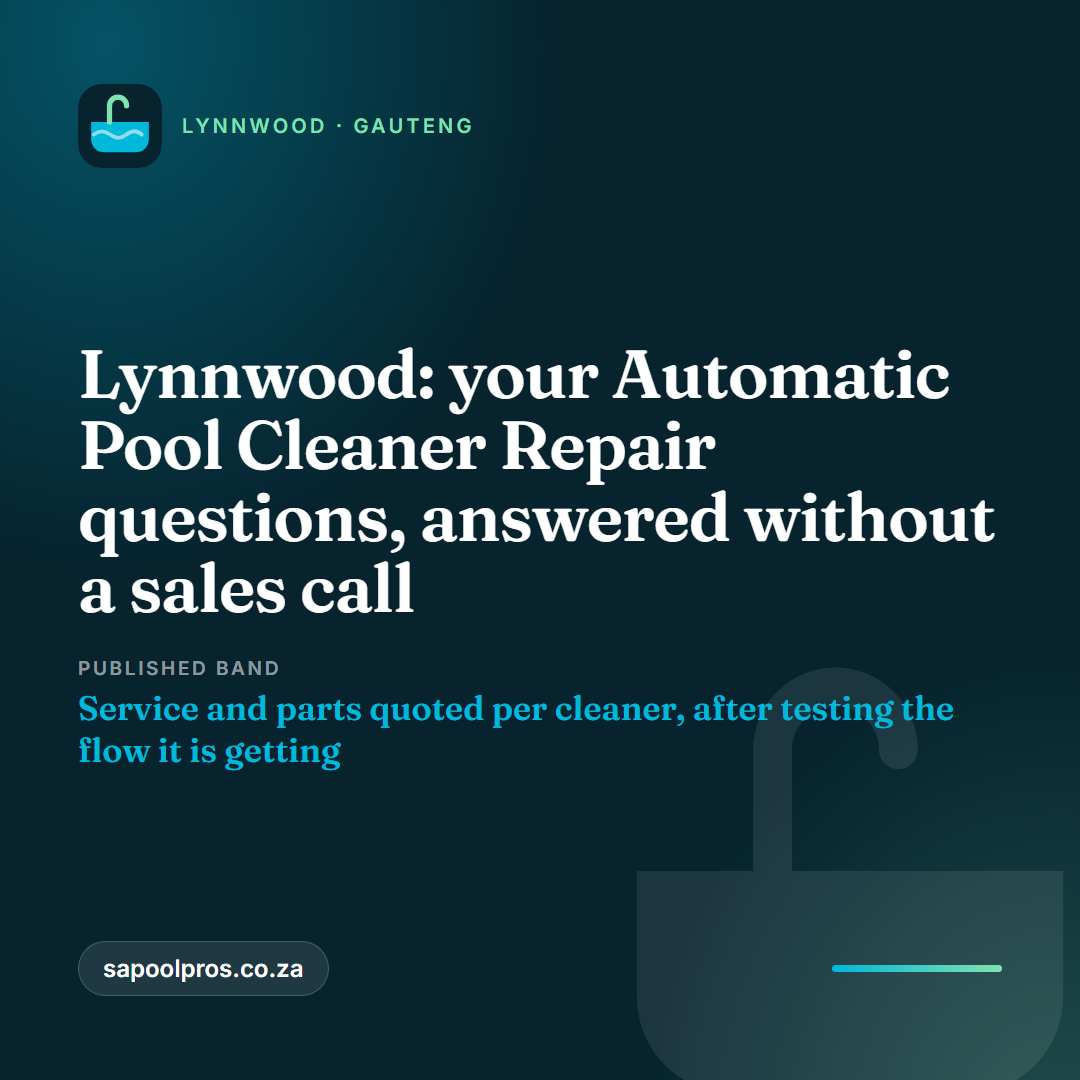 LYNNWOOD · GAUTENG
Lynnwood: your Automatic
Pool Cleaner Repair
questions, answered without
a sales call
PUBLISHED BAND
Service and parts quoted per cleaner, after testing the
flow it is getting
sapoolpros.co.za